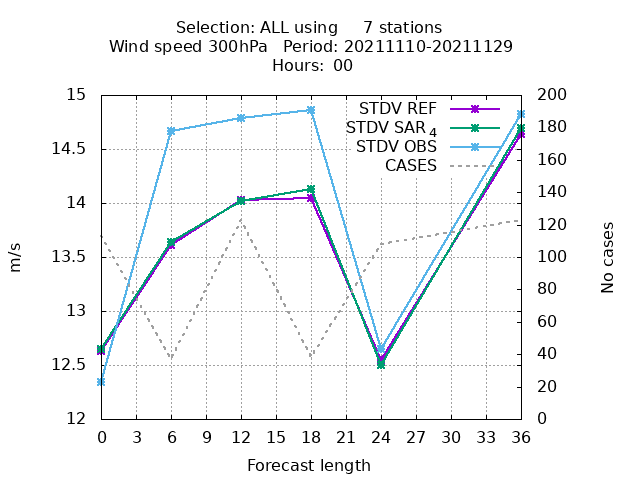 Selection: ALL using     7 stations
Wind speed 300hPa   Period: 20211110-20211129
Hours: 00
STDV REF
STDV SAR4
STDV OBS
CASES
m/s
15
14.5
14
13.5
13
12.5
12
200
180
160
140
120
100
80
60
40
20
0
No cases
0 3 6 9 12 15 18 21 24 27 30 33 36
Forecast length